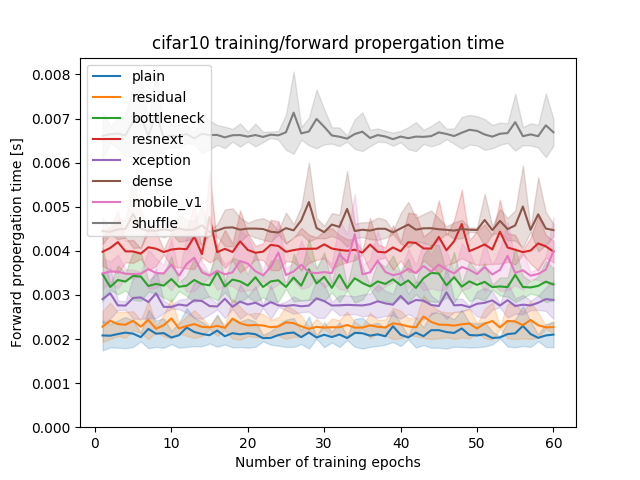 cifar10 training/forward propergation time
Forward propergation time [s]
0.008
0.007
0.006
0.005
0.004
0.003
0.002
0.001
0.000
plain
residual
bottleneck
resnext
xception
dense
mobile_v1
shuffle
0 10 20 30 40 50 60
Number of training epochs